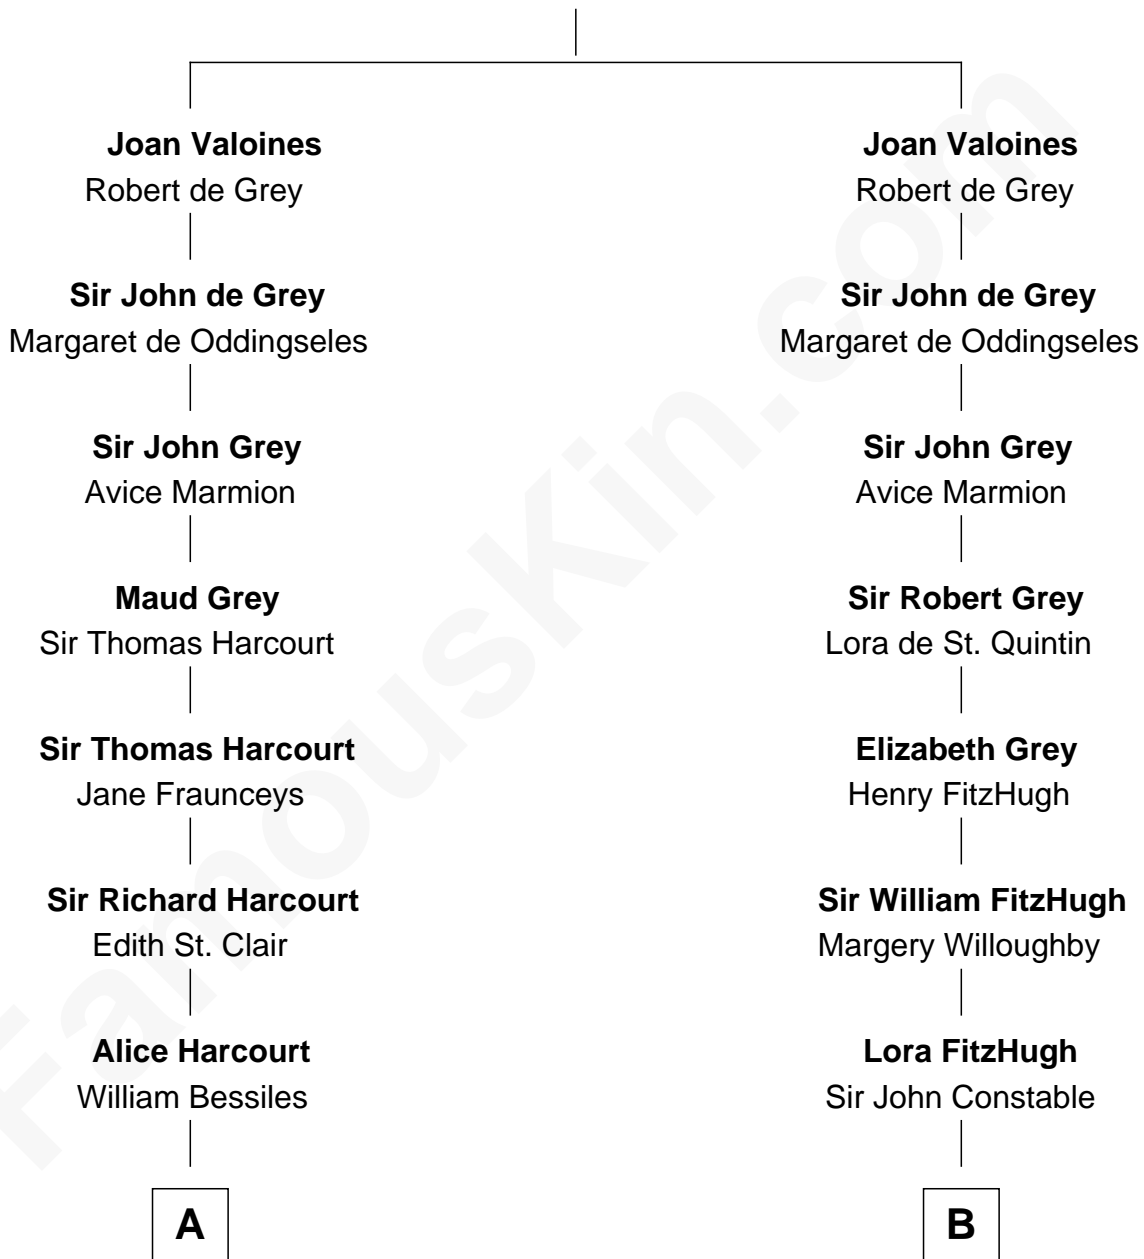 Joan Valoines
Robert de Grey
Sir John de Grey
Margaret de Oddingseles
Sir John Grey
Avice Marmion
Maud Grey
Sir Thomas Harcourt
Sir Thomas Harcourt
Jane Fraunceys
Sir Richard Harcourt
Edith St. Clair
Alice Harcourt
William Bessiles
A
Joan Valoines
Robert de Grey
Sir John de Grey
Margaret de Oddingseles
Sir John Grey
Avice Marmion
Sir Robert Grey
Lora de St. Quintin
Elizabeth Grey
Henry FitzHugh
Sir William FitzHugh
Margery Willoughby
Lora FitzHugh
Sir John Constable
B
FamousKin.com